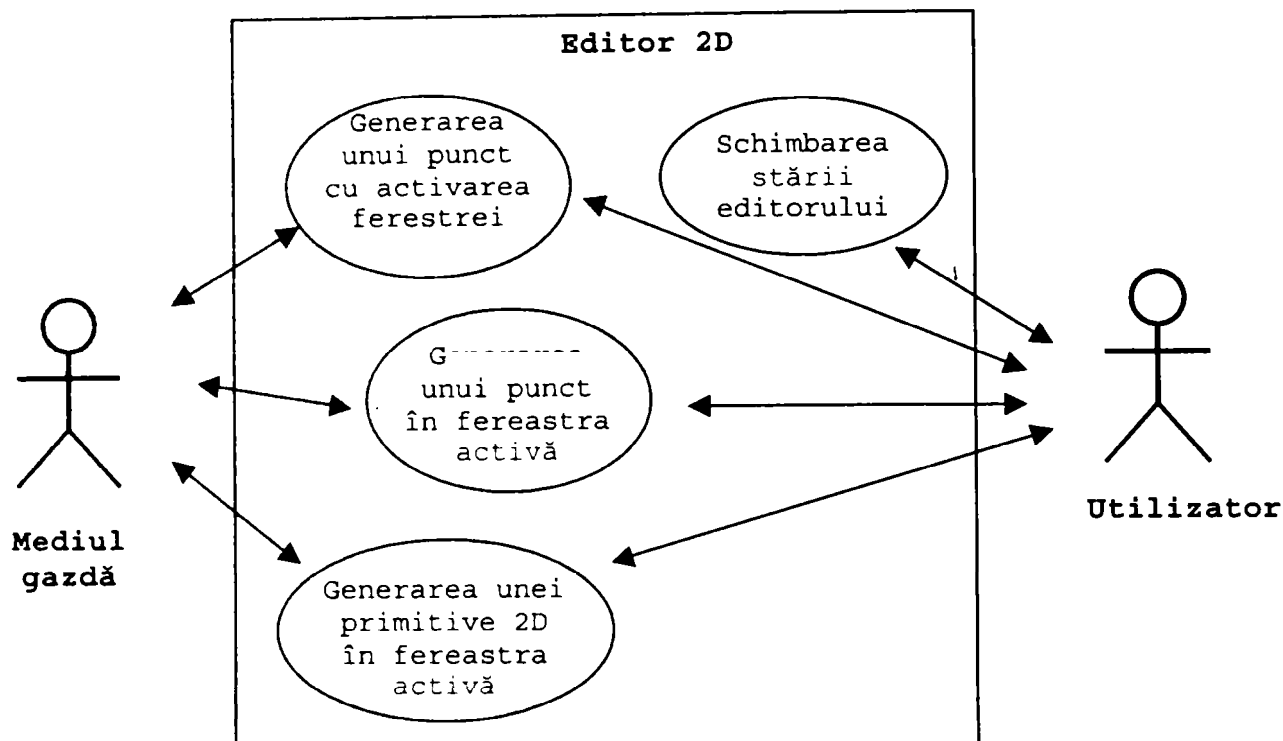 Editor 2D
Generarea
unui punct
cu activarea
ferestrei
Schimbarea
stării
editorului
unui punct
în fereastra
activă
Generarea unei
primitive 2D
în fereastra
activă
Mediul
gazdă
Utilizator